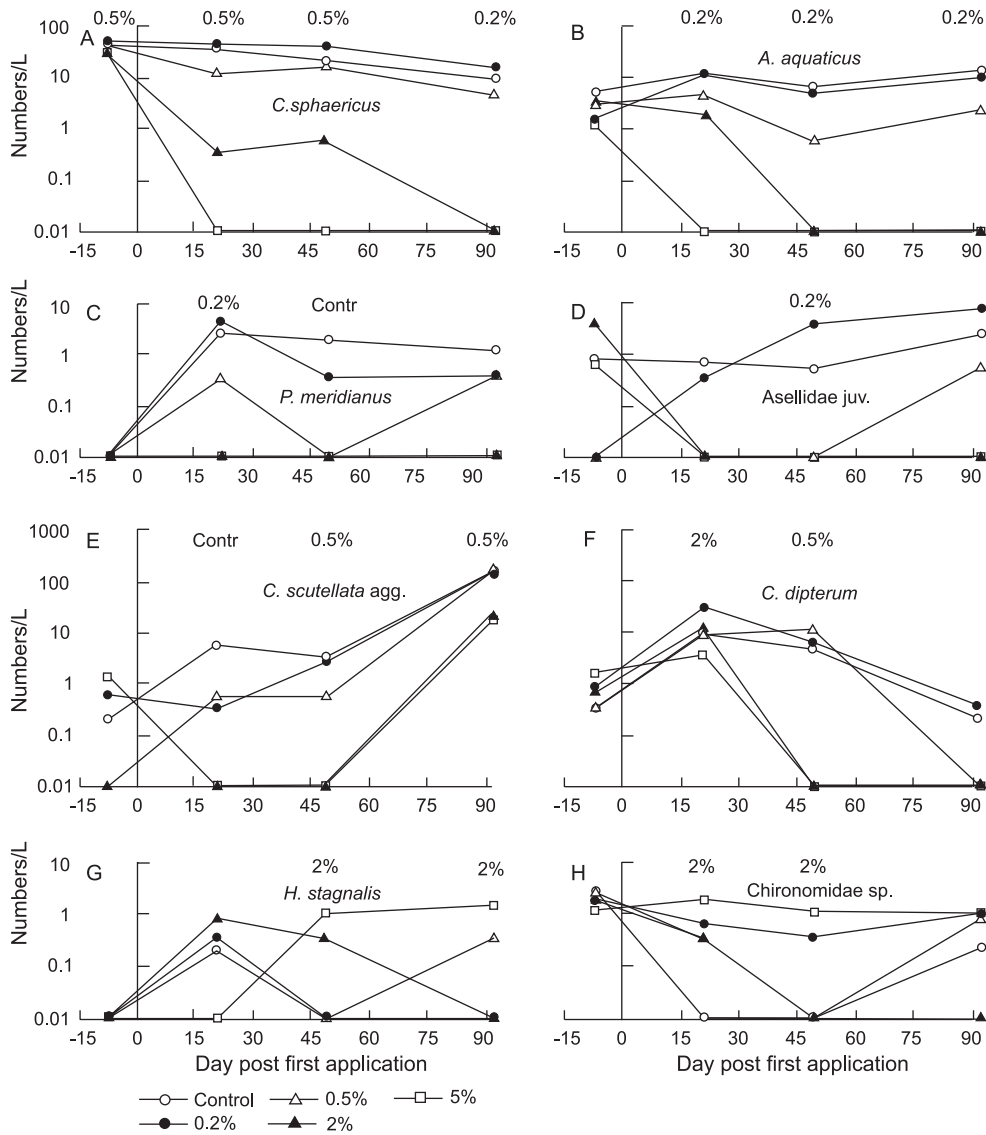 0.5% 0.5% 0.5% 0.2%
0.2% 0.2% 0.2%
A
C.sphaericus
B
A. aquaticus
Numbers/L
100
10
1
0.1
0.01
-15 0 15 30 45 60 75 90
-15 0 15 30 45 60 75 90
C
0.2% Contr
P. meridianus
D
0.2%
Asellidae juv.
Numbers/L
10
1
0.1
0.01
-15 0 15 30 45 60 75 90
-15 0 15 30 45 60 75 90
E
Contr 0.5% 0.5%
C. scutellata agg.
F
2% 0.5%
C. dipterum
Numbers/L
1000
100
10
1
0.1
0.01
-15 0 15 30 45 60 75 90
-15 0 15 30 45 60 75 90
G
2% 2%
H. stagnalis
H
2% 2%
Chironomidae sp.
Numbers/L
10
1
0.1
0.01
-15 0 15 30 45 60 75 90
-15 0 15 30 45 60 75 90
Day post first application
Day post first application
Control 0.5% 5%
0.2% 2%